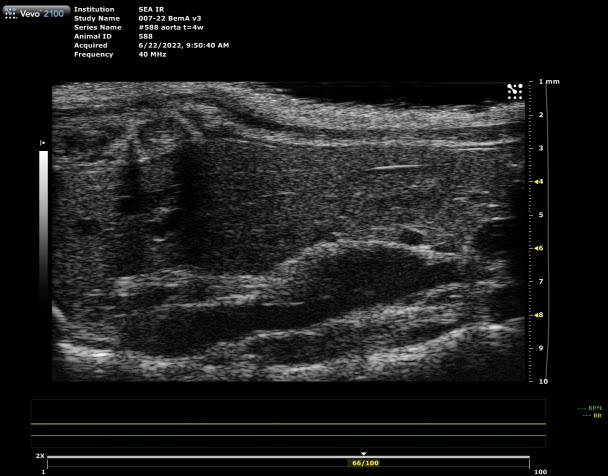 Vevo 2100
Institution SEA IR
Study Name 007-22 BemA v3
Series Name #588 aorta t=4w
Animal ID 588
Acquired 6/22/2022, 9:50:40 AM
Frequency 40 MHz
1 mm
2
3
4
5
6
7
8
9
10
--- BPM
--- RR
2X
66/100
1
100